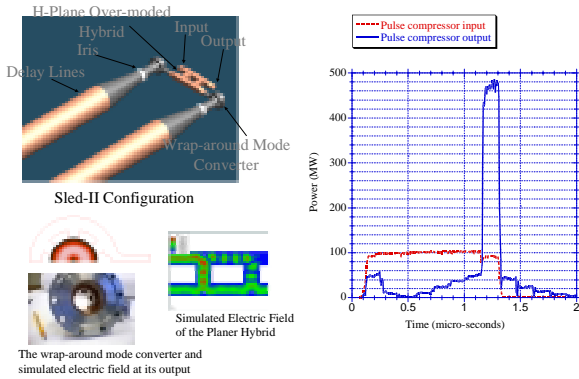 H-Plane Over-moded
Hybrid
Input
Iris
Output
Delay Lines
Wrap-around Mode
Converter
Sled-II Configuration
Simulated Electric Field
of the Planer Hybrid
The wrap-around mode converter and
simulated electric field at its output
Pulse compressor input
Pulse compressor output
Power (MW)
500
400
300
200
100
0
0
0.5
1
1.5
2
Time (micro-seconds)